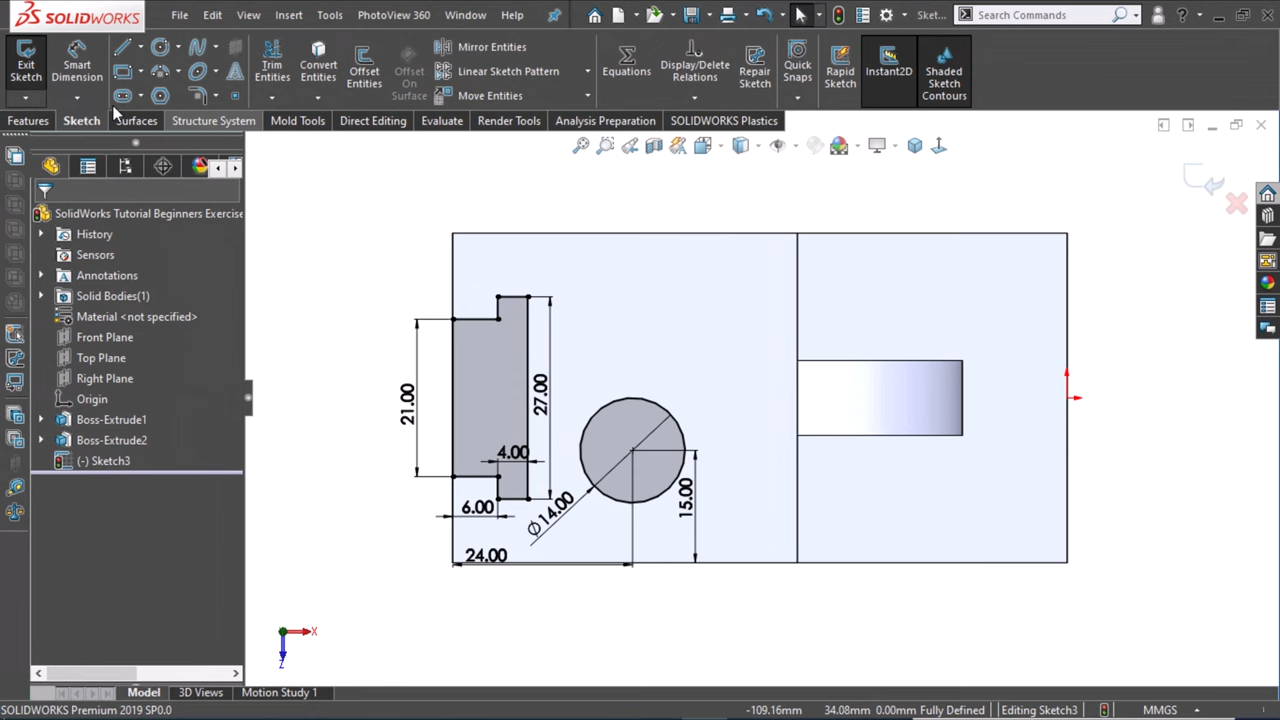 SOLIDWORKS File Edit View Insert Tools PhotoView 360 Window Help Sket... Search Commands
Exit Sketch
Smart Dimension
Trim Entities
Convert Entities
Offset Entities
Offset On Surface
Mirror Entities
Linear Sketch Pattern
Move Entities
Equations
Display/Delete Relations
Repair Sketch
Quick Snaps
Rapid Sketch
Instant2D
Shaded Sketch Contours
Features Sketch Surfaces Structure System Mold Tools Direct Editing Evaluate Render Tools Analysis Preparation SOLIDWORKS Plastics
SolidWorks Tutorial Beginners Exercise
History
Sensors
Annotations
Solid Bodies(1)
Material <not specified>
Front Plane
Top Plane
Right Plane
Origin
Boss-Extrude1
Boss-Extrude2
(-) Sketch3
21.00
27.00
4.00
6.00
Ø14.00
15.00
24.00
X
Z
Model 3D Views Motion Study 1
SOLIDWORKS Premium 2019 SP0.0 -109.16mm 34.08mm 0.00mm Fully Defined Editing Sketch3 MMGS